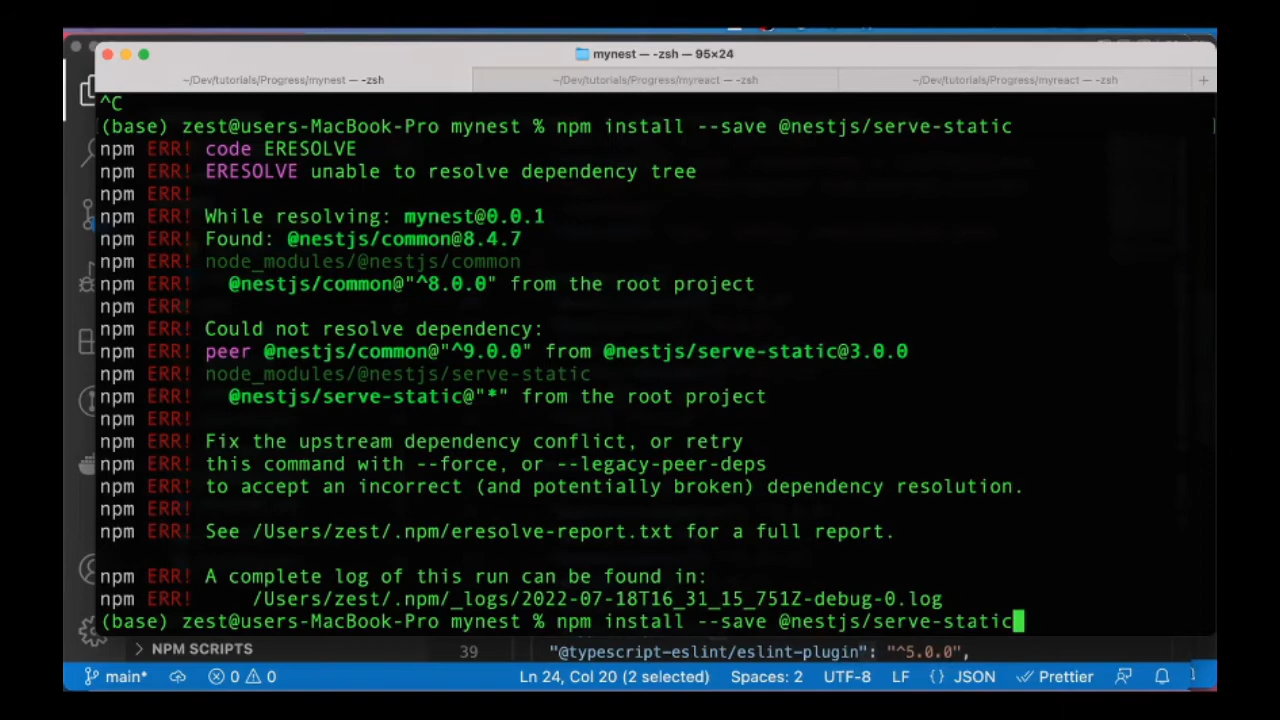 mynest — -zsh — 95×24
~/Dev/tutorials/Progress/mynest — -zsh
~/Dev/tutorials/Progress/myreact — -zsh
~/Dev/tutorials/Progress/myreact — -zsh
+
^C
(base) zest@users-MacBook-Pro mynest % npm install --save @nestjs/serve-static
npm ERR! code ERESOLVE
npm ERR! ERESOLVE unable to resolve dependency tree
npm ERR!
npm ERR! While resolving: mynest@0.0.1
npm ERR! Found: @nestjs/common@8.4.7
npm ERR! node_modules/@nestjs/common
npm ERR!   @nestjs/common@"^8.0.0" from the root project
npm ERR!
npm ERR! Could not resolve dependency:
npm ERR! peer @nestjs/common@"^9.0.0" from @nestjs/serve-static@3.0.0
npm ERR! node_modules/@nestjs/serve-static
npm ERR!   @nestjs/serve-static@"*" from the root project
npm ERR!
npm ERR! Fix the upstream dependency conflict, or retry
npm ERR! this command with --force, or --legacy-peer-deps
npm ERR! to accept an incorrect (and potentially broken) dependency resolution.
npm ERR!
npm ERR! See /Users/zest/.npm/eresolve-report.txt for a full report.
npm ERR! A complete log of this run can be found in:
npm ERR!     /Users/zest/.npm/_logs/2022-07-18T16_31_15_751Z-debug-0.log
(base) zest@users-MacBook-Pro mynest % npm install --save @nestjs/serve-static
> NPM SCRIPTS
39 "@typescript-eslint/eslint-plugin": "^5.0.0",
main* 0 0 Ln 24, Col 20 (2 selected) Spaces: 2 UTF-8 LF {} JSON Prettier